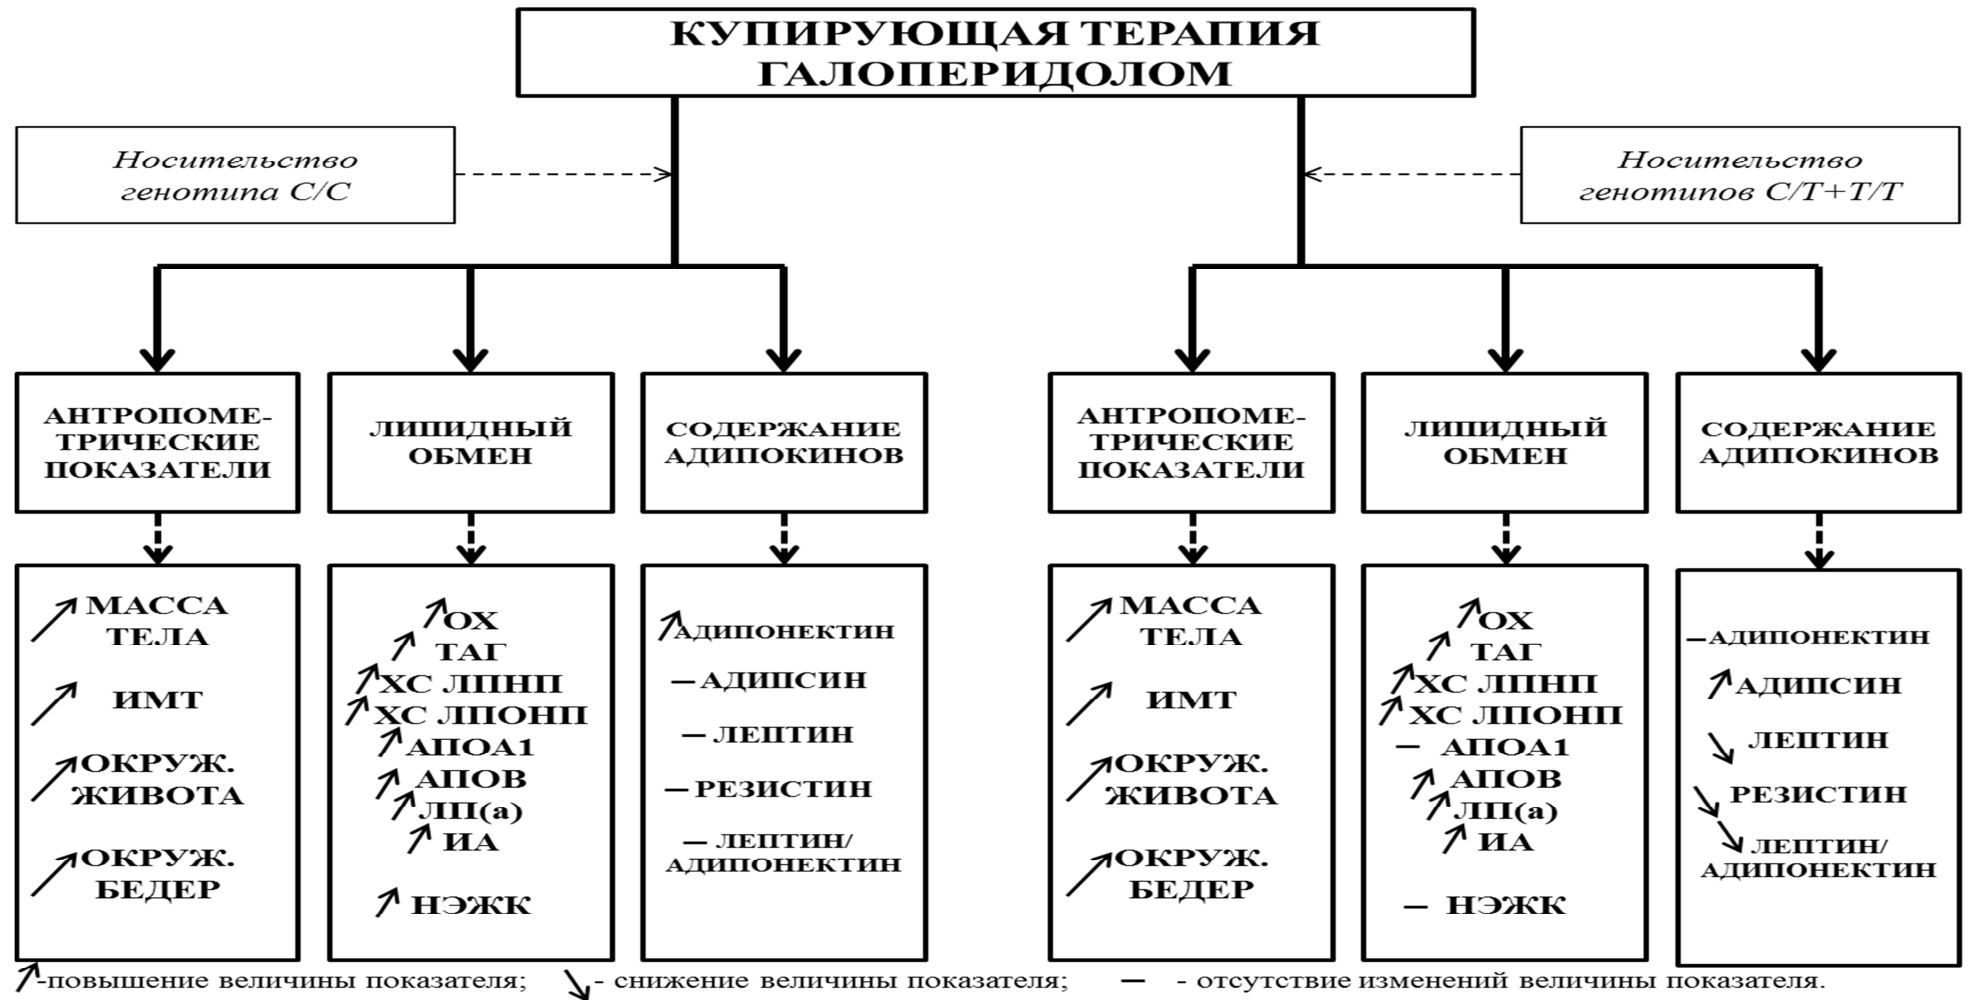 КУПИРУЮЩАЯ ТЕРАПИЯ
ГАЛОПЕРИДОЛОМ
Носительство
генотипа С/С
Носительство
генотипов С/Т+Т/Т
АНТРОПОМЕ-
ТРИЧЕСКИЕ
ПОКАЗАТЕЛИ
ЛИПИДНЫЙ
ОБМЕН
СОДЕРЖАНИЕ
АДИПОКИНОВ
АНТРОПОМЕ-
ТРИЧЕСКИЕ
ПОКАЗАТЕЛИ
ЛИПИДНЫЙ
ОБМЕН
СОДЕРЖАНИЕ
АДИПОКИНОВ
↗МАССА
ТЕЛА
↗ ИМТ
↗ОКРУЖ.
ЖИВОТА
↗ОКРУЖ.
БЕДЕР
↗ОХ
↗ ТАГ
↗ХС ЛПНП
↗ХС ЛПОНП
↗АПОА1
↗ АПОВ
↗ЛП(а)
↗ ИА
↗ НЭЖК
↗АДИПОНЕКТИН
– АДИПСИН
– ЛЕПТИН
– РЕЗИСТИН
– ЛЕПТИН/
АДИПОНЕКТИН
↗МАССА
ТЕЛА
↗ ИМТ
↗ОКРУЖ.
ЖИВОТА
↗ОКРУЖ.
БЕДЕР
↗ОХ
↗ ТАГ
↗ХС ЛПНП
↗ХС ЛПОНП
– АПОА1
↗ АПОВ
↗ЛП(а)
↗ ИА
– НЭЖК
–АДИПОНЕКТИН
↗АДИПСИН
↘ ЛЕПТИН
↘ РЕЗИСТИН
↘ЛЕПТИН/
АДИПОНЕКТИН
↗-повышение величины показателя; ↘- снижение величины показателя; – - отсутствие изменений величины показателя.